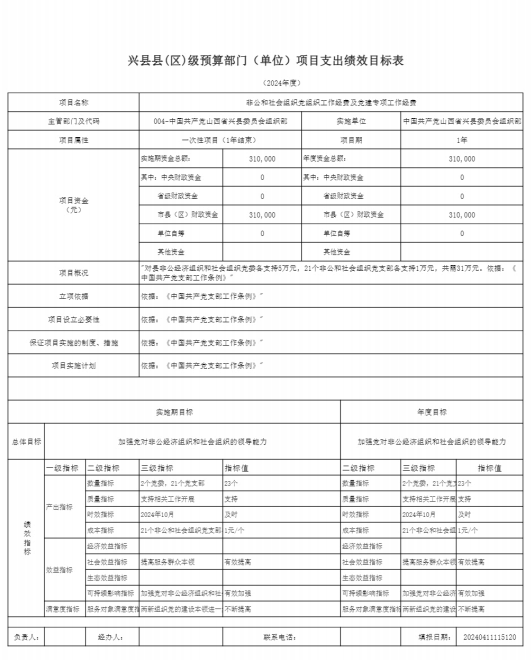 兴县县(区)级预算部门（单位）项目支出绩效目标表
（2024年度）
项目名称 非公和社会组织党组织工作经费及党建专项工作经费
主管部门及代码 004-中国共产党山西省兴县委员会组织部 实施单位 中国共产党山西省兴县委员会组织部
项目属性 一次性项目（1年结束） 项目期 1年
项目资金（元） 实施期资金总额： 310,000 年度资金总额： 310,000
其中：中央财政资金 0 其中：中央财政资金 0
省级财政资金 0 省级财政资金 0
市县（区）财政资金 310,000 市县（区）财政资金 310,000
单位自筹 0 单位自筹 0
其他资金 其他资金
项目概况 "对县非公经济组织和社会组织党委各支持5万元，21个非公和社会组织党支部各支持1万元，共需31万元。依据：《
中国共产党支部工作条例》"
立项依据 依据：《中国共产党支部工作条例》"
项目设立必要性 依据：《中国共产党支部工作条例》"
保证项目实施的制度、措施 依据：《中国共产党支部工作条例》"
项目实施计划 依据：《中国共产党支部工作条例》"
实施期目标 年度目标
总体目标 加强党对非公经济组织和社会组织的领导能力 加强党对非公经济组织和社会组织的领导能力
绩效指标 一级指标 二级指标 三级指标 指标值 二级指标 三级指标 指标值
产出指标 数量指标 2个党委，21个党支部 23个 数量指标 2个党委，21个党支 23个
质量指标 支持相关工作开展 支持 质量指标 支持相关工作开展 支持
时效指标 2024年10月 及时 时效指标 2024年10月 及时
成本指标 21个非公和社会组织党支部 1元/个 成本指标 21个非公和社会组 1元/个
效益指标 经济效益指标 经济效益指标
社会效益指标 提高服务群众本领 有效提高 社会效益指标 提高服务群众本领 有效提高
生态效益指标 生态效益指标
可持续影响指标 加强党对非公经济组织和社 有效加强 可持续影响指标 加强党对非公经济 有效加强
满意度指标 服务对象满意度指标 两新组织党的建设本领进一 不断提高 服务对象满意度指标 两新组织党的建设 不断提高
负责人： 经办人： 联系电话： 填报日期： 20240411115120